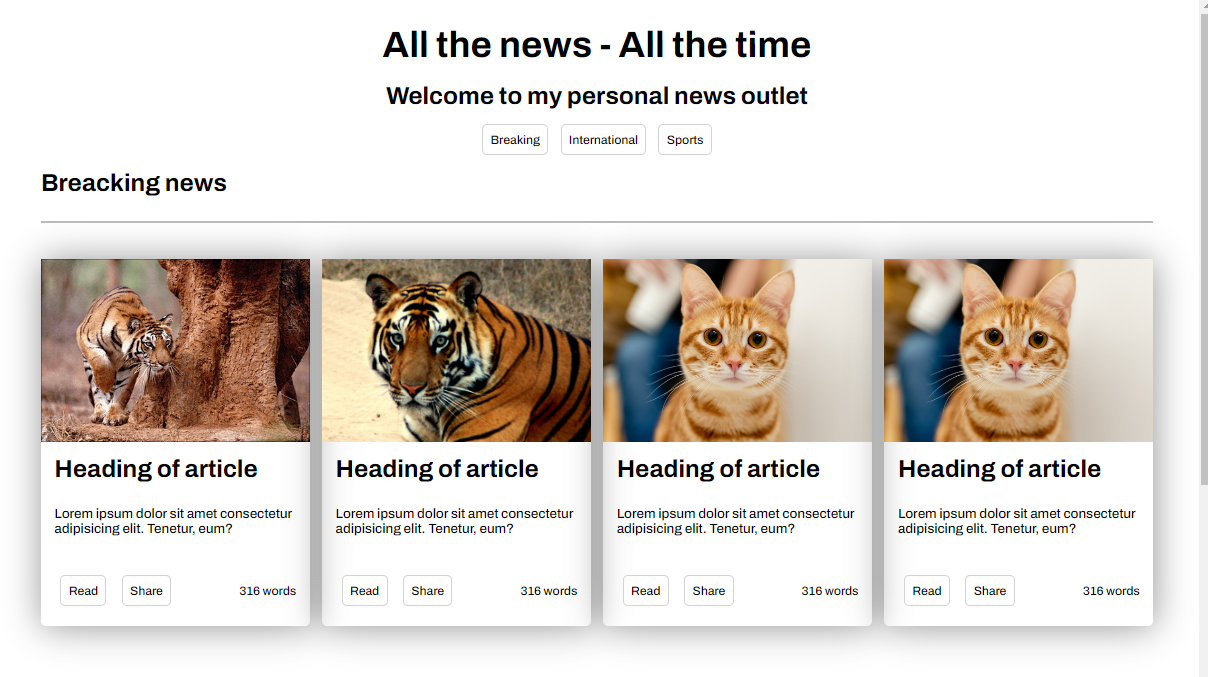 All the news - All the time
Welcome to my personal news outlet
Breaking International Sports
Breacking news
Heading of article
Lorem ipsum dolor sit amet consectetur
adipisicing elit. Tenetur, eum?
Read Share 316 words
Heading of article
Lorem ipsum dolor sit amet consectetur
adipisicing elit. Tenetur, eum?
Read Share 316 words
Heading of article
Lorem ipsum dolor sit amet consectetur
adipisicing elit. Tenetur, eum?
Read Share 316 words
Heading of article
Lorem ipsum dolor sit amet consectetur
adipisicing elit. Tenetur, eum?
Read Share 316 words